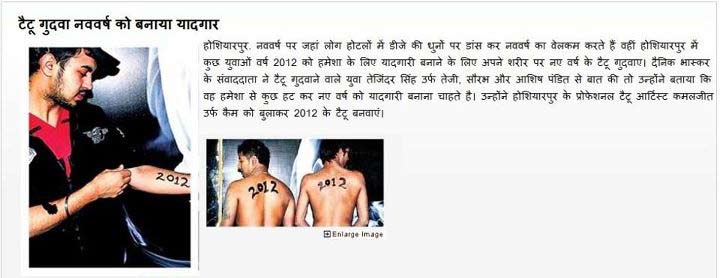 टैटू गुदवा नववर्ष को बनाया यादगार
होशियारपुर. नववर्ष पर जहां लोग होटलों में डीजे की धुनों पर डांस कर नववर्ष का वेलकम करते हैं वहीं होशियारपुर में
कुछ युवाओं वर्ष 2012 को हमेशा के लिए यादगारी बनाने के लिए अपने शरीर पर नए वर्ष के टैटू गुदवाए। दैनिक भास्कर
के संवाददाता ने टैटू गुदवाने वाले युवा तेजिंदर सिंह उर्फ तेजी, सौरभ और आशिष पंडित से बात की तो उन्होंने बताया कि
वह हमेशा से कुछ हट कर नए वर्ष को यादगारी बनाना चाहते है। उन्होंने होशियारपुर के प्रोफेशनल टैटू आर्टिस्ट कमलजीत
उर्फ कैम को बुलाकर 2012 के टैटू बनवाएं।
2012
2012 2012
Enlarge Image